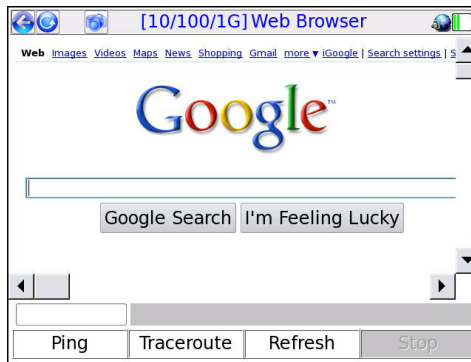 [10/100/1G] Web Browser
Web Images Videos Maps News Shopping Gmail more ▼ iGoogle | Search settings | S
Google™
Google Search I'm Feeling Lucky
Ping Traceroute Refresh Stop